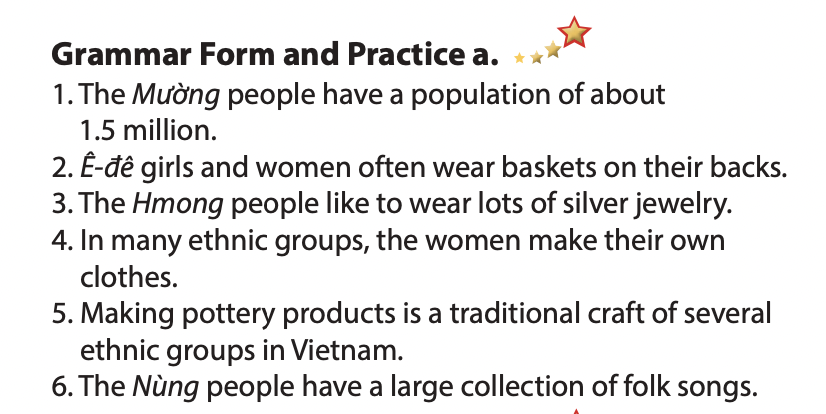 Grammar Form and Practice a.
1. The Mường people have a population of about
1.5 million.
2. Ê-đê girls and women often wear baskets on their backs.
3. The Hmong people like to wear lots of silver jewelry.
4. In many ethnic groups, the women make their own
clothes.
5. Making pottery products is a traditional craft of several
ethnic groups in Vietnam.
6. The Nùng people have a large collection of folk songs.